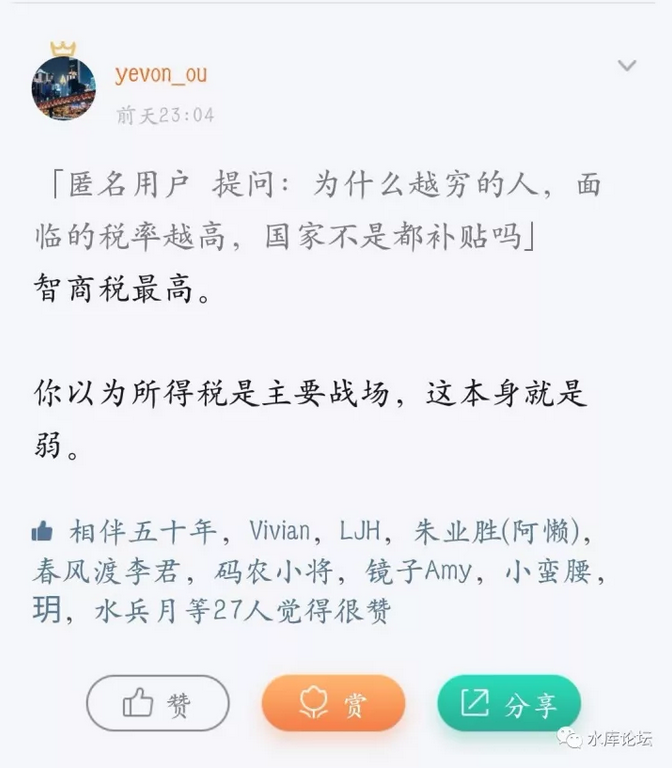 yevon_ou
前天23:04
「匿名用户 提问：为什么越穷的人，面
临的税率越高，国家不是都补贴吗」
智商税最高。
你以为所得税是主要战场，这本身就是
弱。
相伴五十年，Vivian，LJH，朱业胜(阿懒)，
春风渡李君，码农小将，镜子Amy，小蛮腰，
玥，水兵月等27人觉得很赞
赞
赏
分享
水库论坛